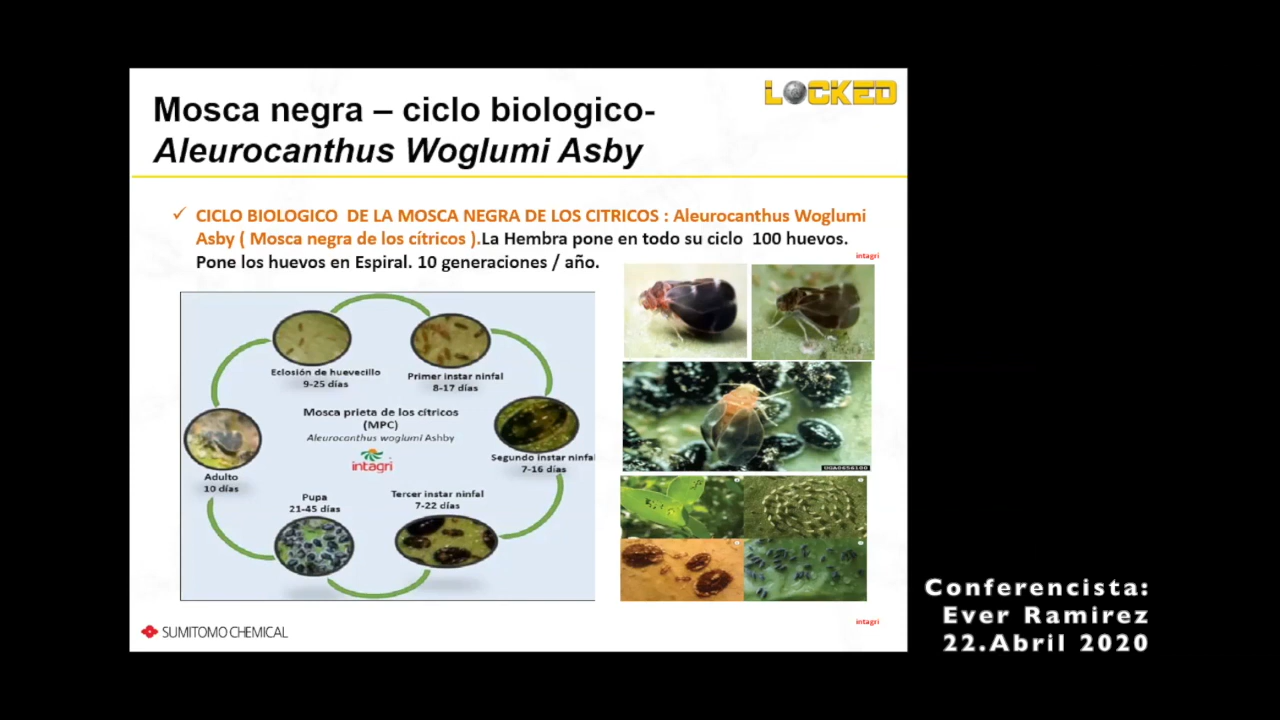 LOCKED
Mosca negra – ciclo biologico-
Aleurocanthus Woglumi Asby
✓ CICLO BIOLOGICO DE LA MOSCA NEGRA DE LOS CITRICOS : Aleurocanthus Woglumi
Asby ( Mosca negra de los cítricos ).La Hembra pone en todo su ciclo 100 huevos.
Pone los huevos en Espiral. 10 generaciones / año.
intagri
Eclosión de huevecillo
9-25 días
Primer instar ninfal
8-17 días
Mosca prieta de los cítricos
(MPC)
Aleurocanthus woglumi Ashby
intagri
Segundo instar ninfal
7-16 días
Adulto
10 días
Pupa
21-45 días
Tercer instar ninfal
7-22 días
intagri
SUMITOMO CHEMICAL
Conferencista:
Ever Ramirez
22.Abril 2020